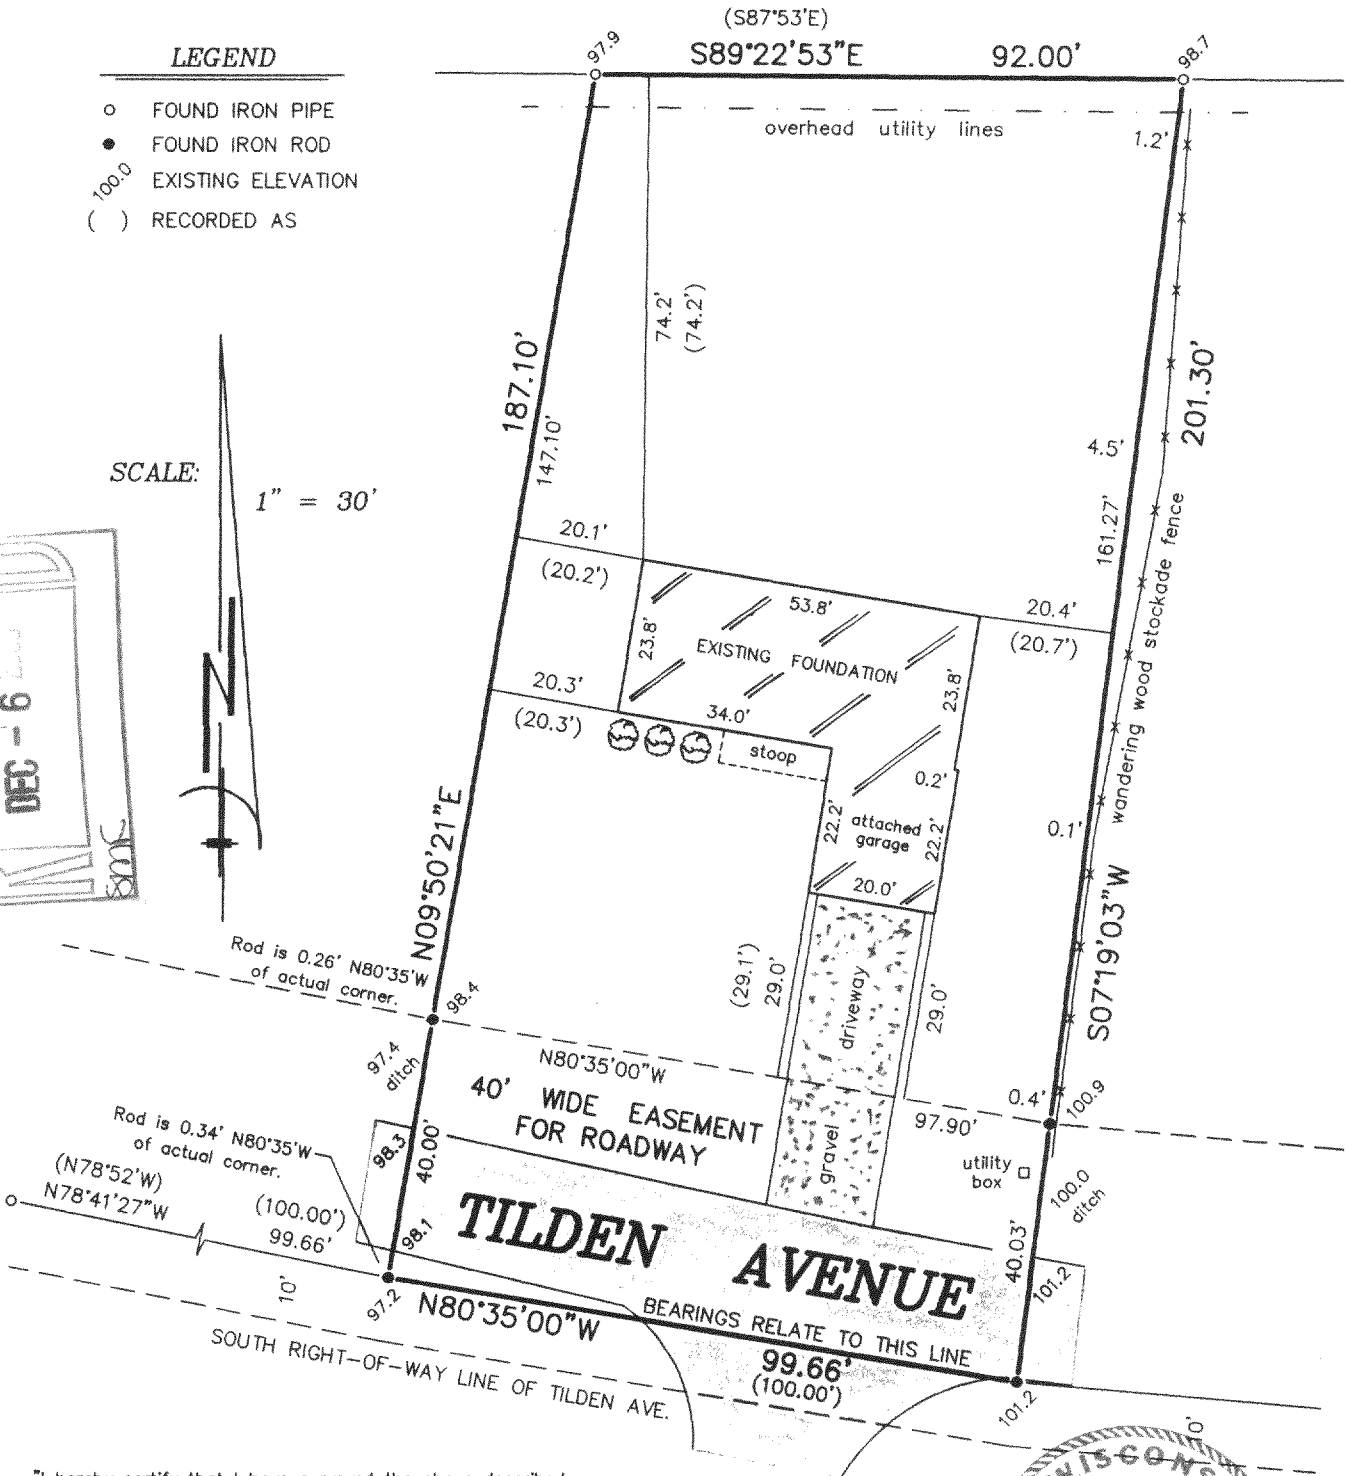 (S87°53'E)
S89°22'53"E 92.00'
97.9
98.7
LEGEND
FOUND IRON PIPE
FOUND IRON ROD
100.0 EXISTING ELEVATION
( ) RECORDED AS
overhead utility lines
1.2'
74.2'
(74.2')
187.10'
147.10'
201.30'
4.5'
161.27'
SCALE:
1" = 30'
N
wandering wood stockade fence
20.1'
(20.2')
53.8'
20.4'
(20.7')
23.8'
EXISTING FOUNDATION
23.8'
20.3'
(20.3')
34.0'
stoop
0.2'
22.2'
attached
garage
22.2'
20.0'
0.1'
DEC - 6
N09°50'21"E
S07°19'03"W
Rod is 0.26' N80°35'W
of actual corner.
98.4
(29.1')
29.0'
driveway
29.0'
97.4
ditch
N80°35'00"W
0.4'
100.9
97.90'
40' WIDE EASEMENT
FOR ROADWAY
gravel
utility
box
100.0
ditch
Rod is 0.34' N80°35'W
of actual corner.
98.3
40.00'
(N78°52'W)
N78°41'27"W
(100.00')
99.66'
98.1
TILDEN AVENUE
40.03'
101.2
10'
97.2
N80°35'00"W
BEARINGS RELATE TO THIS LINE
99.66'
(100.00')
SOUTH RIGHT-OF-WAY LINE OF TILDEN AVE.
101.2
10'
WISCONS